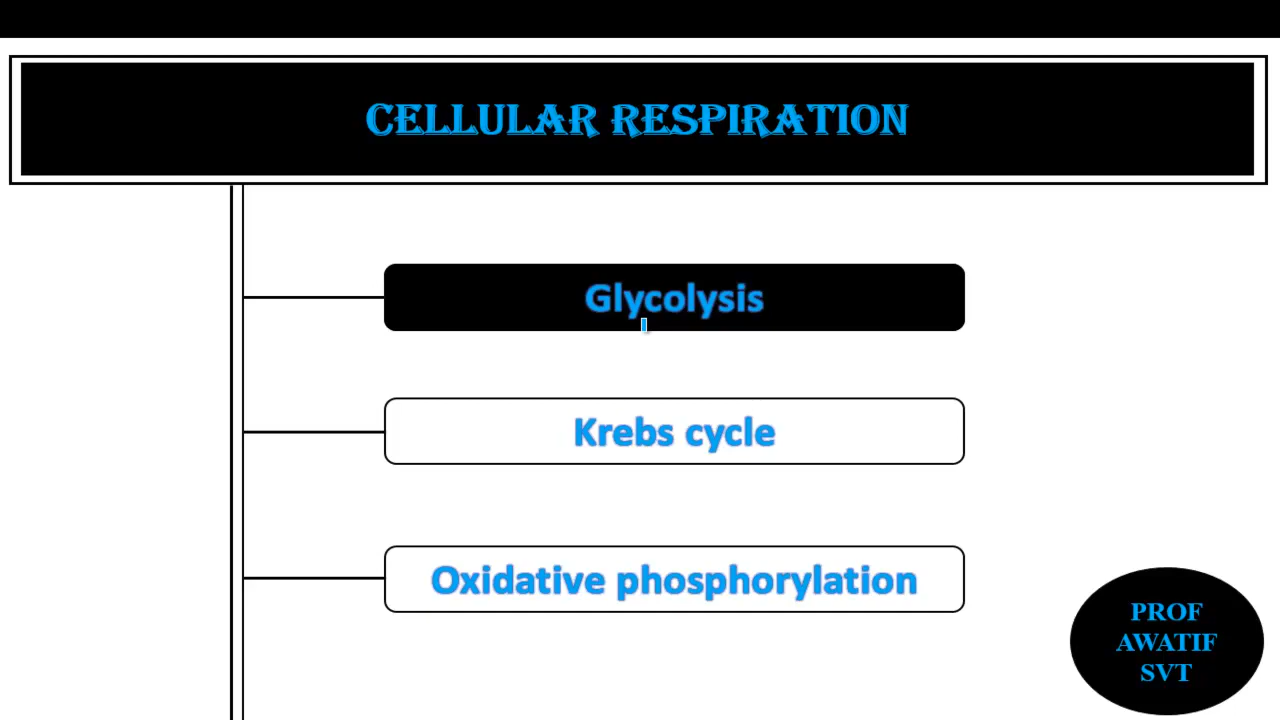 CELLULAR RESPIRATION
Glycolysis
Krebs cycle
Oxidative phosphorylation
PROF
AWATIF
SVT